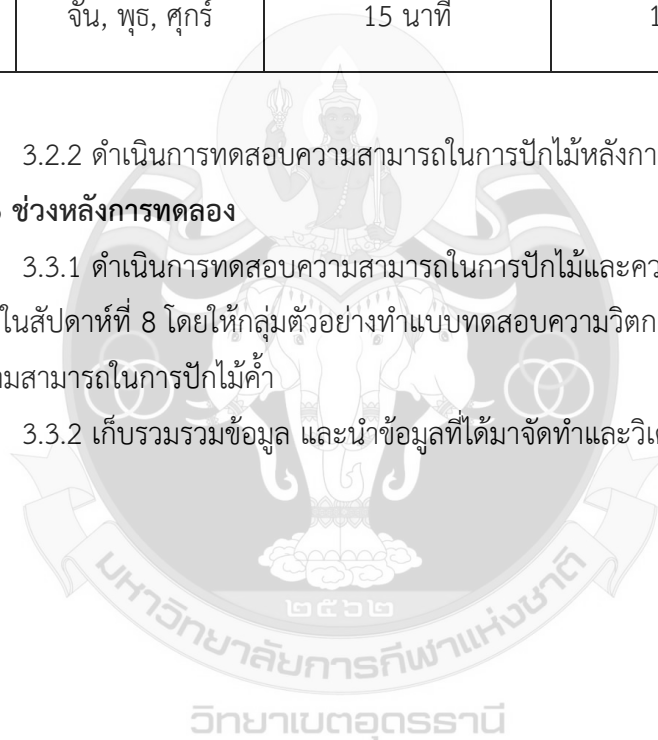 จัน, พุธ, ศุกร์ 15 นาที 1
3.2.2 ดำเนินการทดสอบความสามารถในการปักไม้หลังกา
ช่วงหลังการทดลอง
3.3.1 ดำเนินการทดสอบความสามารถในการปักไม้และคว
ในสัปดาห์ที่ 8 โดยให้กลุ่มตัวอย่างทำแบบทดสอบความวิตก
ามสามารถในการปักไม้ค้ำ
3.3.2 เก็บรวมรวมข้อมูล และนำข้อมูลที่ได้มาจัดทำและวิเค
๒๕๖๒
มหาวิทยาลัยการกีฬาแห่งชาติ
วิทยาเขตอุดรธานี